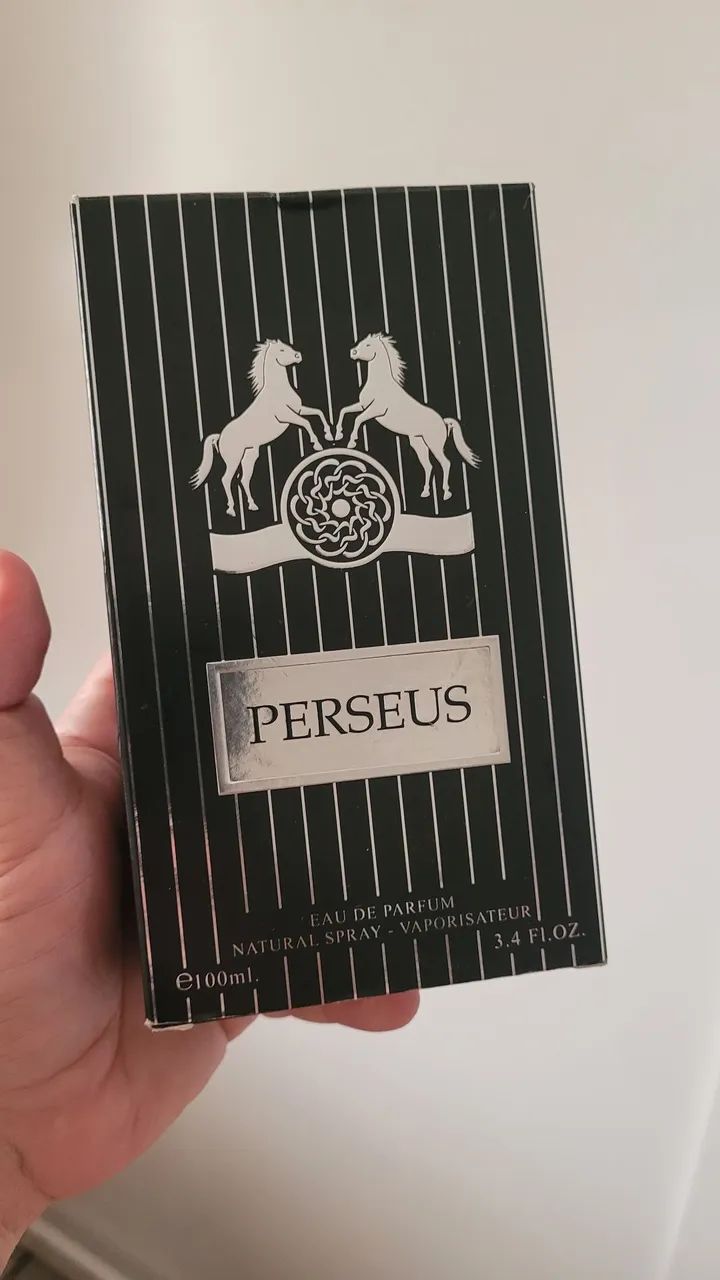 PERSEUS
EAU DE PARFUM
NATURAL SPRAY - VAPORISATEUR
℮100ml.
3.4 Fl.OZ.